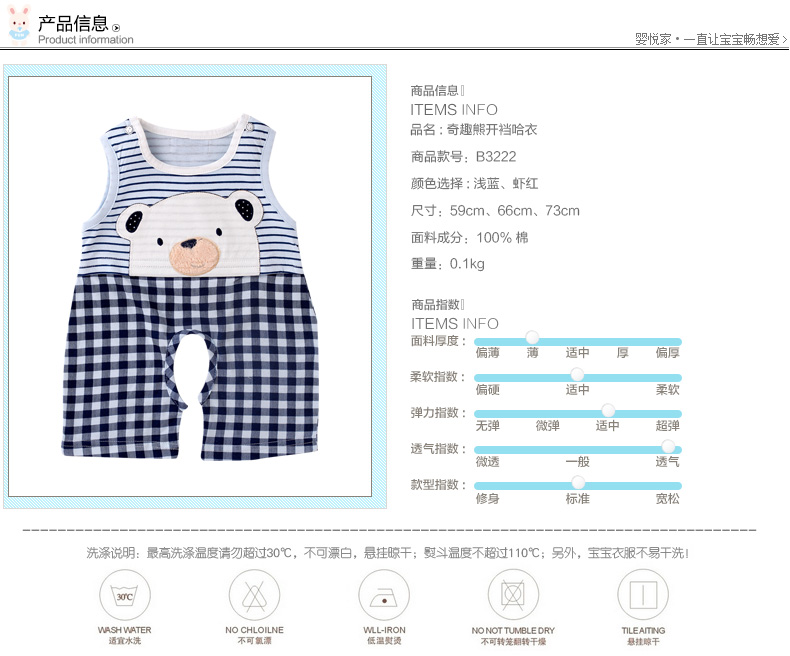 产品信息
Product information
婴悦家·一直让宝宝畅想爱>
商品信息
ITEMS INFO
品名：奇趣熊开裆哈衣
商品款号：B3222
颜色选择：浅蓝、虾红
尺寸：59cm、66cm、73cm
面料成分：100% 棉
重量：0.1kg
商品指数
ITEMS INFO
面料厚度：
偏薄 薄 适中 厚 偏厚
柔软指数：
偏硬 适中 柔软
弹力指数：
无弹 微弹 适中 超弹
透气指数：
微透 一般 透气
款型指数：
修身 标准 宽松
洗涤说明：最高洗涤温度请勿超过30℃，不可漂白，悬挂晾干；熨斗温度不超过110℃；另外，宝宝衣服不易干洗！
30℃
WASH WATER NO CHLOILNE WLL-IRON NO NOT TUMBLE DRY TILE AITING
适宜水洗 不可氯漂 低温熨烫 不可转笼翻转干燥 悬挂晾干